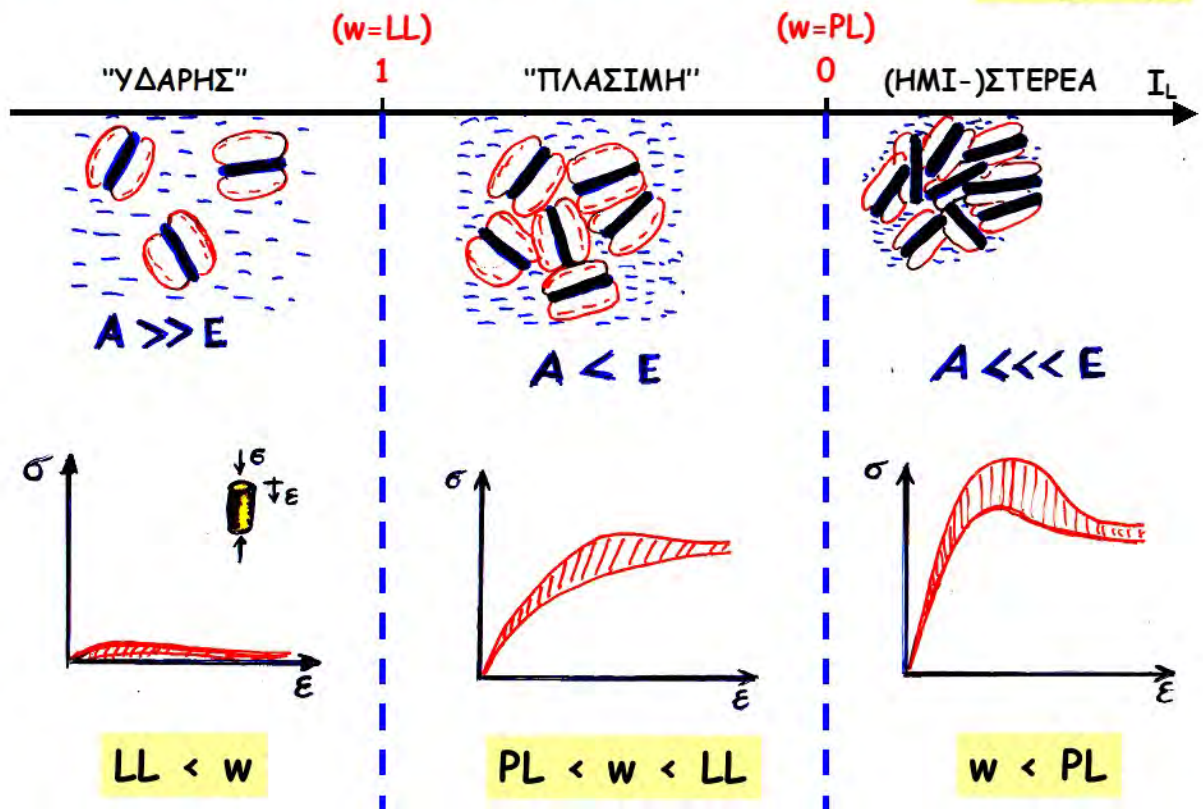 (w=LL) (w=PL)
"ΥΔΑΡΗΣ" 1 "ΠΛΑΣΙΜΗ" 0 (ΗΜΙ-)ΣΤΕΡΕΑ I_L
A >> E A < E A <<< E
σ σ ε σ σ
ε ε ε
LL < w PL < w < LL w < PL